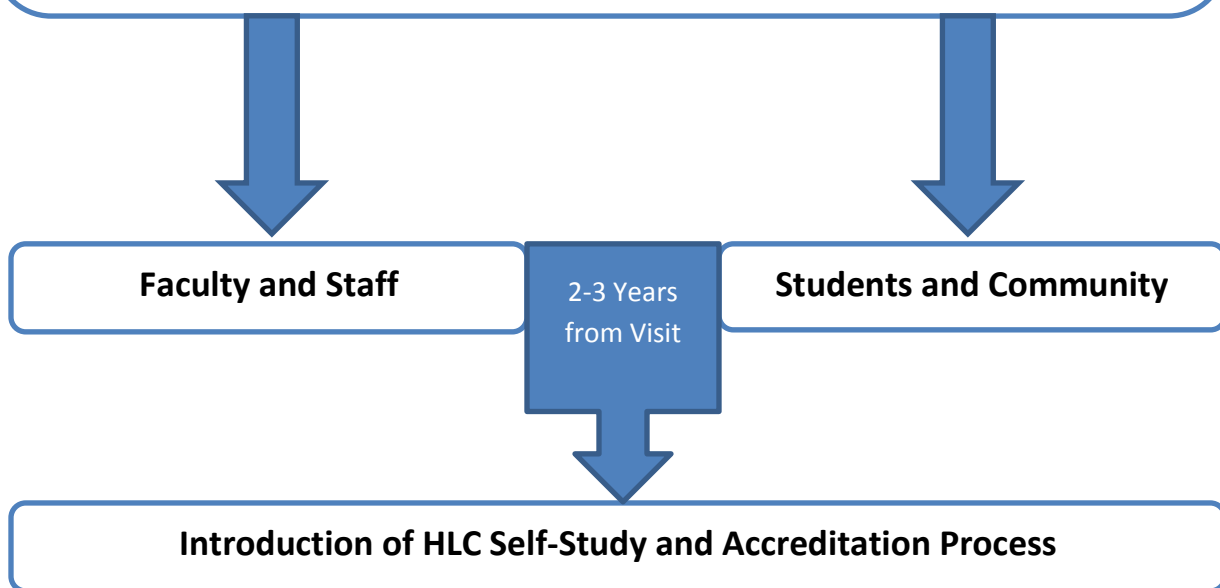 Faculty and Staff
2-3 Years
from Visit
Students and Community
Introduction of HLC Self-Study and Accreditation Process